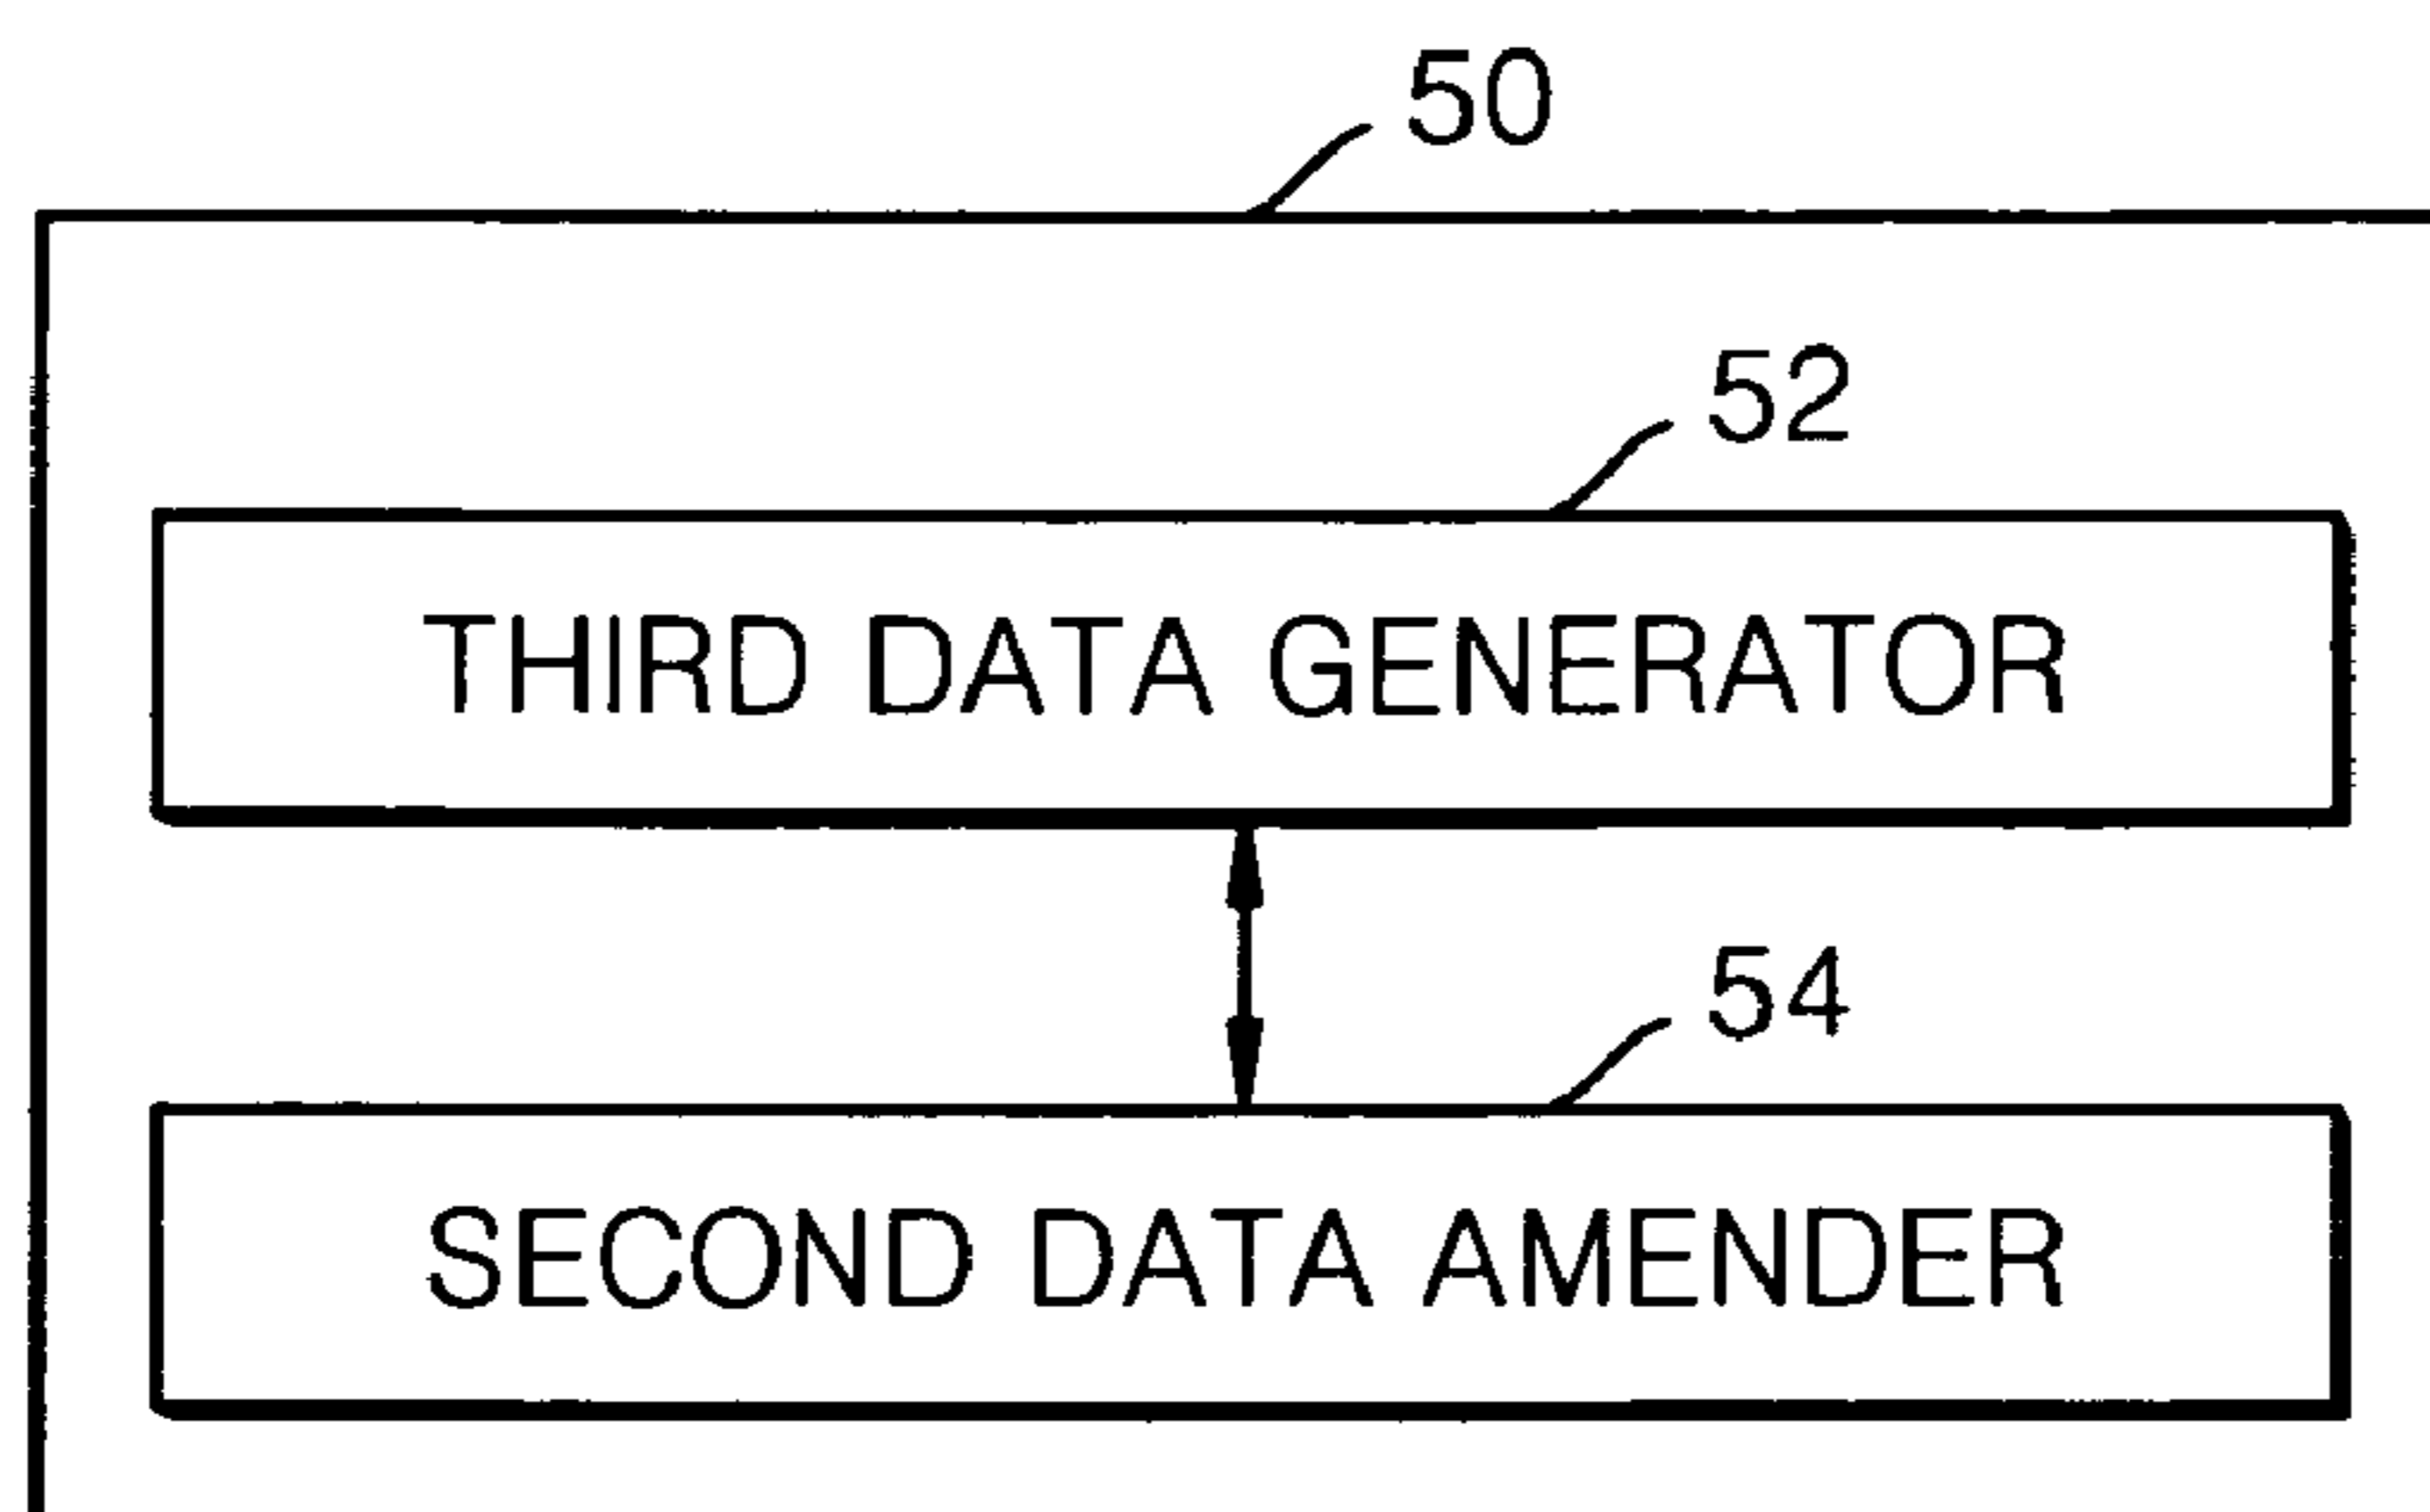 50
52
THIRD DATA GENERATOR
54
SECOND DATA AMENDER